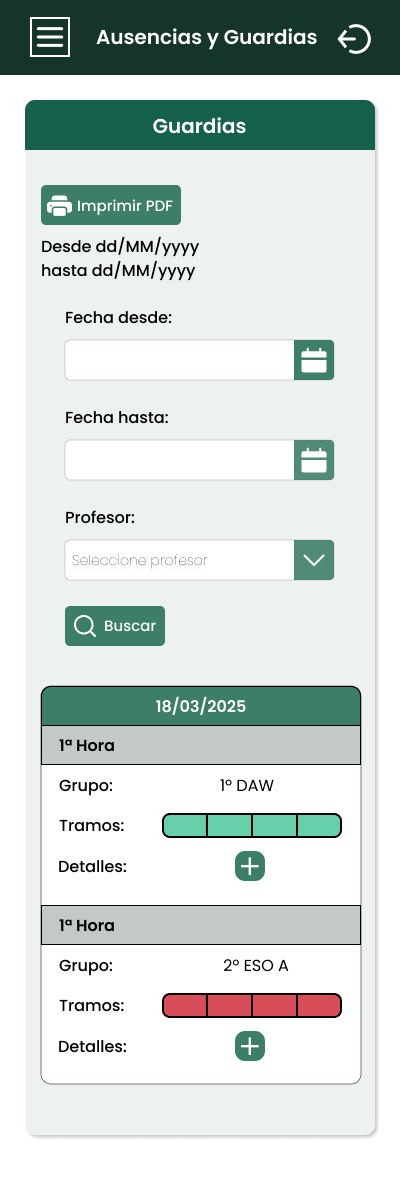 Ausencias y Guardias
Guardias
Imprimir PDF
Desde dd/MM/yyyy
hasta dd/MM/yyyy
Fecha desde:
Fecha hasta:
Profesor:
Seleccione profesor
Buscar
18/03/2025
1ª Hora
Grupo: 1º DAW
Tramos:
Detalles:
1ª Hora
Grupo: 2º ESO A
Tramos:
Detalles: